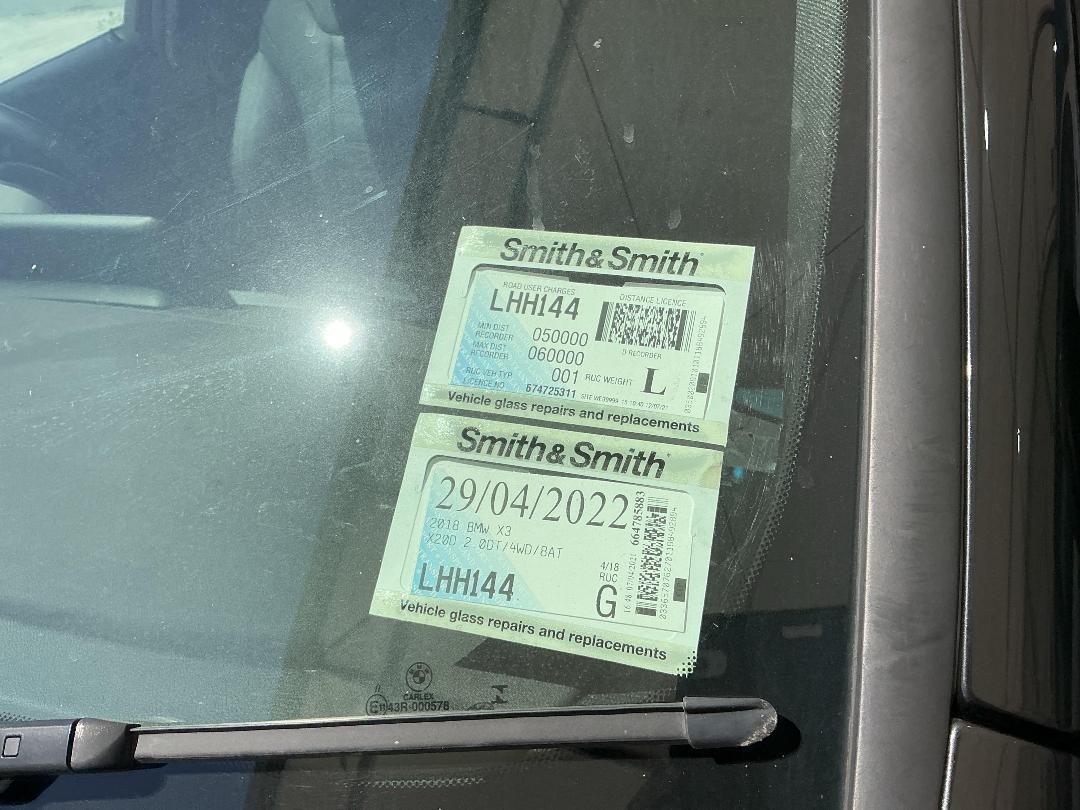 Smith&Smith
ROAD USER CHARGES
LHH144
DISTANCE LICENCE
MIN DIST
RECORDER 050000
MAX DIST
RECORDER 060000
D RECORDER
RUC VEH TYP 001 RUC WEIGHT L
LICENCE NO 674725311
Vehicle glass repairs and replacements
Smith&Smith
29/04/2022
2018 BMW X3
X20D 2.0DT/4WD/8AT
LHH144
4/18
RUC
G
664785883
Vehicle glass repairs and replacements
CARLEX
43R-000578